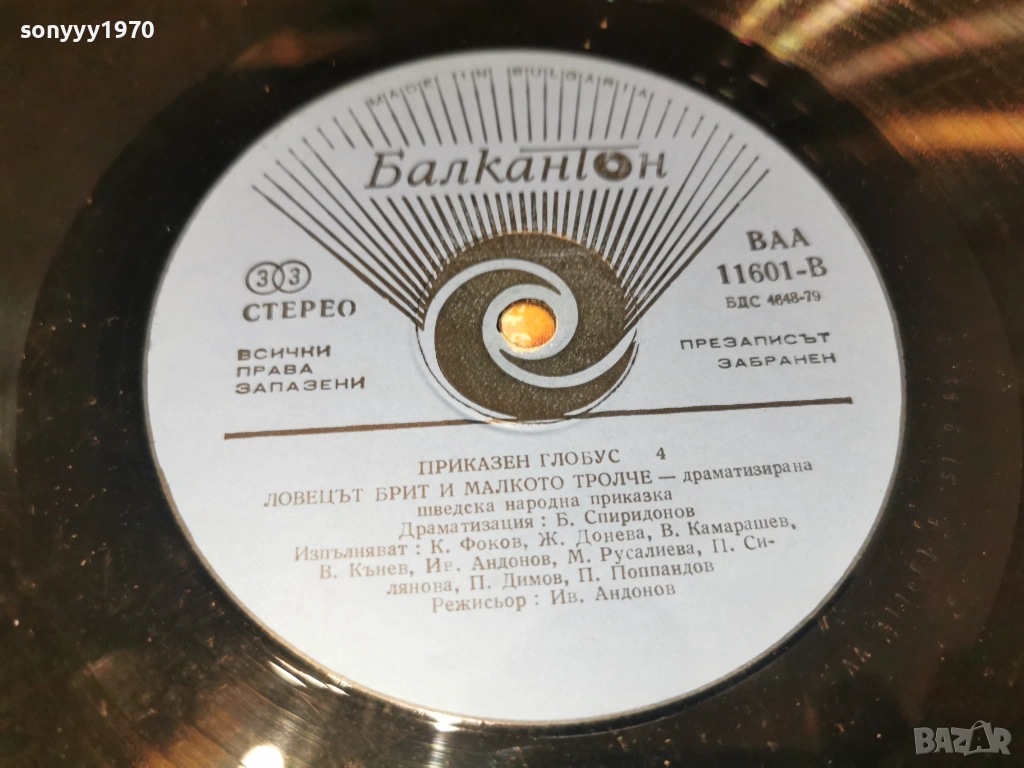 sonyyy1970
MADE IN BULGARIA
Балкантон
33
СТЕРЕО
ВАА
11601-В
БДС 4648-79
ВСИЧКИ
ПРАВА
ЗАПАЗЕНИ
ПРЕЗАПИСЪТ
ЗАБРАНЕН
ПРИКАЗЕН ГЛОБУС 4
ЛОВЕЦЪТ БРИТ И МАЛКОТО ТРОЛЧЕ — драматизирана
шведска народна приказка
Драматизация : Б. Спиридонов
Изпълняват : К. Фоков, Ж. Донева, В. Камарашев,
В. Кънев, Ив. Андонов, М. Русалиева, П. Си-
лянова, П. Димов, П. Поппандов
Режисьор : Ив. Андонов
BAZAR